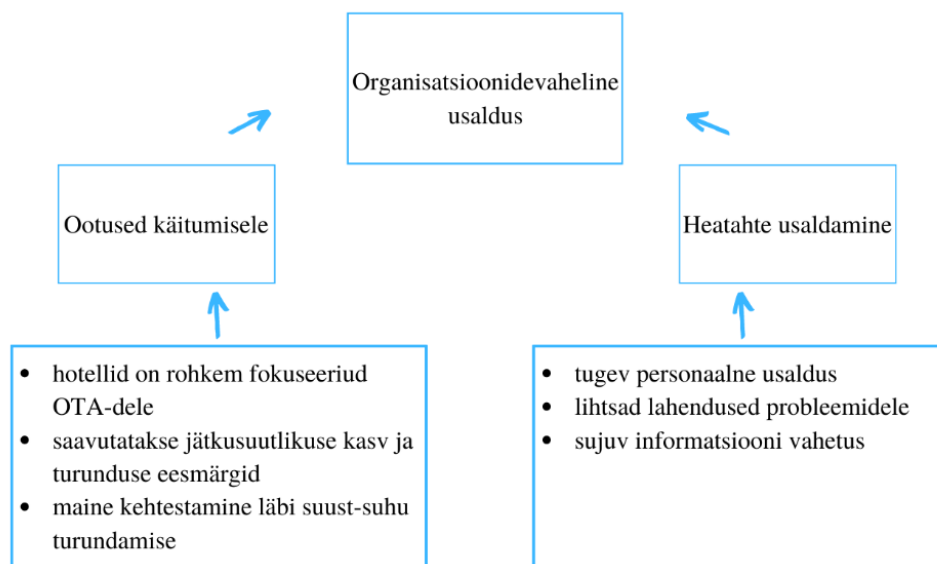 Organisatsioonidevaheline
usaldus
Ootused käitumisele
Heatahte usaldamine
• hotellid on rohkem fokuseeriud
OTA-dele
• saavutatakse jätkusuutlikuse kasv ja
turunduse eesmärgid
• maine kehtestamine läbi suust-suhu
turundamise
• tugev personaalne usaldus
• lihtsad lahendused probleemidele
• sujuv informatsiooni vahetus